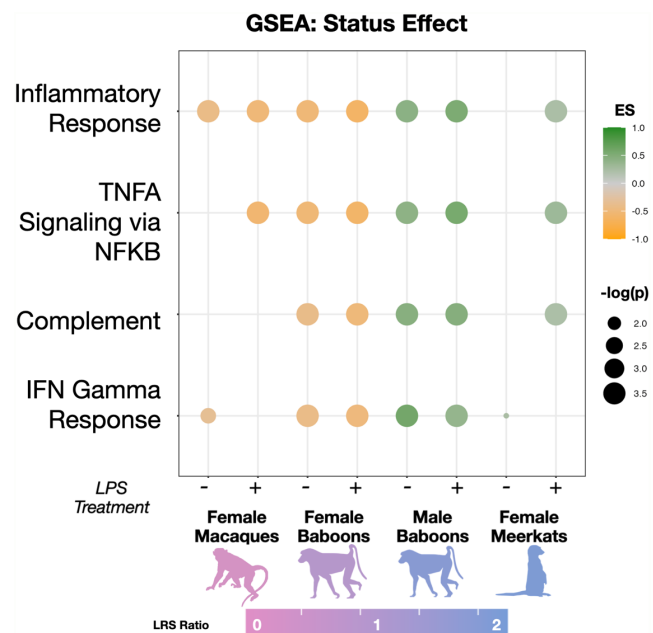 GSEA: Status Effect
Inflammatory
Response
TNFA
Signaling via
NFKB
Complement
IFN Gamma
Response
ES
1.0
0.5
0.0
-0.5
-1.0
-log(p)
2.0
2.5
3.0
3.5
LPS
Treatment
- + - + - + - +
Female
Macaques
Female
Baboons
Male
Baboons
Female
Meerkats
LRS Ratio
0 1 2